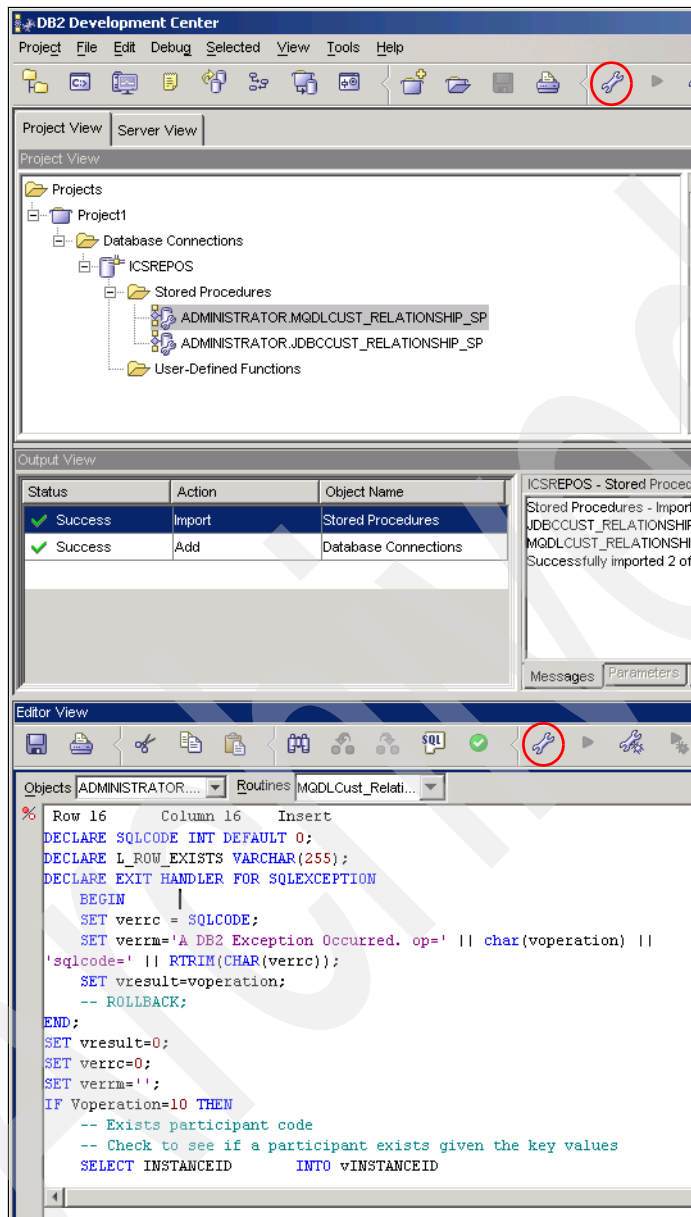 DB2 Development Center
Project File Edit Debug Selected View Tools Help
Project View Server View
Project View
Projects
Project1
Database Connections
ICSREPOS
Stored Procedures
ADMINISTRATOR.MQDLCUST_RELATIONSHIP_SP
ADMINISTRATOR.JDBCCUST_RELATIONSHIP_SP
User-Defined Functions
Output View
Status Action Object Name
Success Import Stored Procedures
Success Add Database Connections
ICSREPOS - Stored Proced
Stored Procedures - Import
JDBCCUST_RELATIONSHIP
MQDLCUST_RELATIONSHI
Successfully imported 2 of
Messages Parameters
Editor View
SQL
Objects ADMINISTRATOR.... Routines MQDLCust_Relati...
Row 16 Column 16 Insert
DECLARE SQLCODE INT DEFAULT 0;
DECLARE L_ROW_EXISTS VARCHAR(255);
DECLARE EXIT HANDLER FOR SQLEXCEPTION
BEGIN
SET verrc = SQLCODE;
SET verrm='A DB2 Exception Occurred. op=' || char(voperation) ||
'sqlcode=' || RTRIM(CHAR(verrc));
SET vresult=voperation;
-- ROLLBACK;
END;
SET vresult=0;
SET verrc=0;
SET verrm='';
IF Voperation=10 THEN
-- Exists participant code
-- Check to see if a participant exists given the key values
SELECT INSTANCEID INTO vINSTANCEID